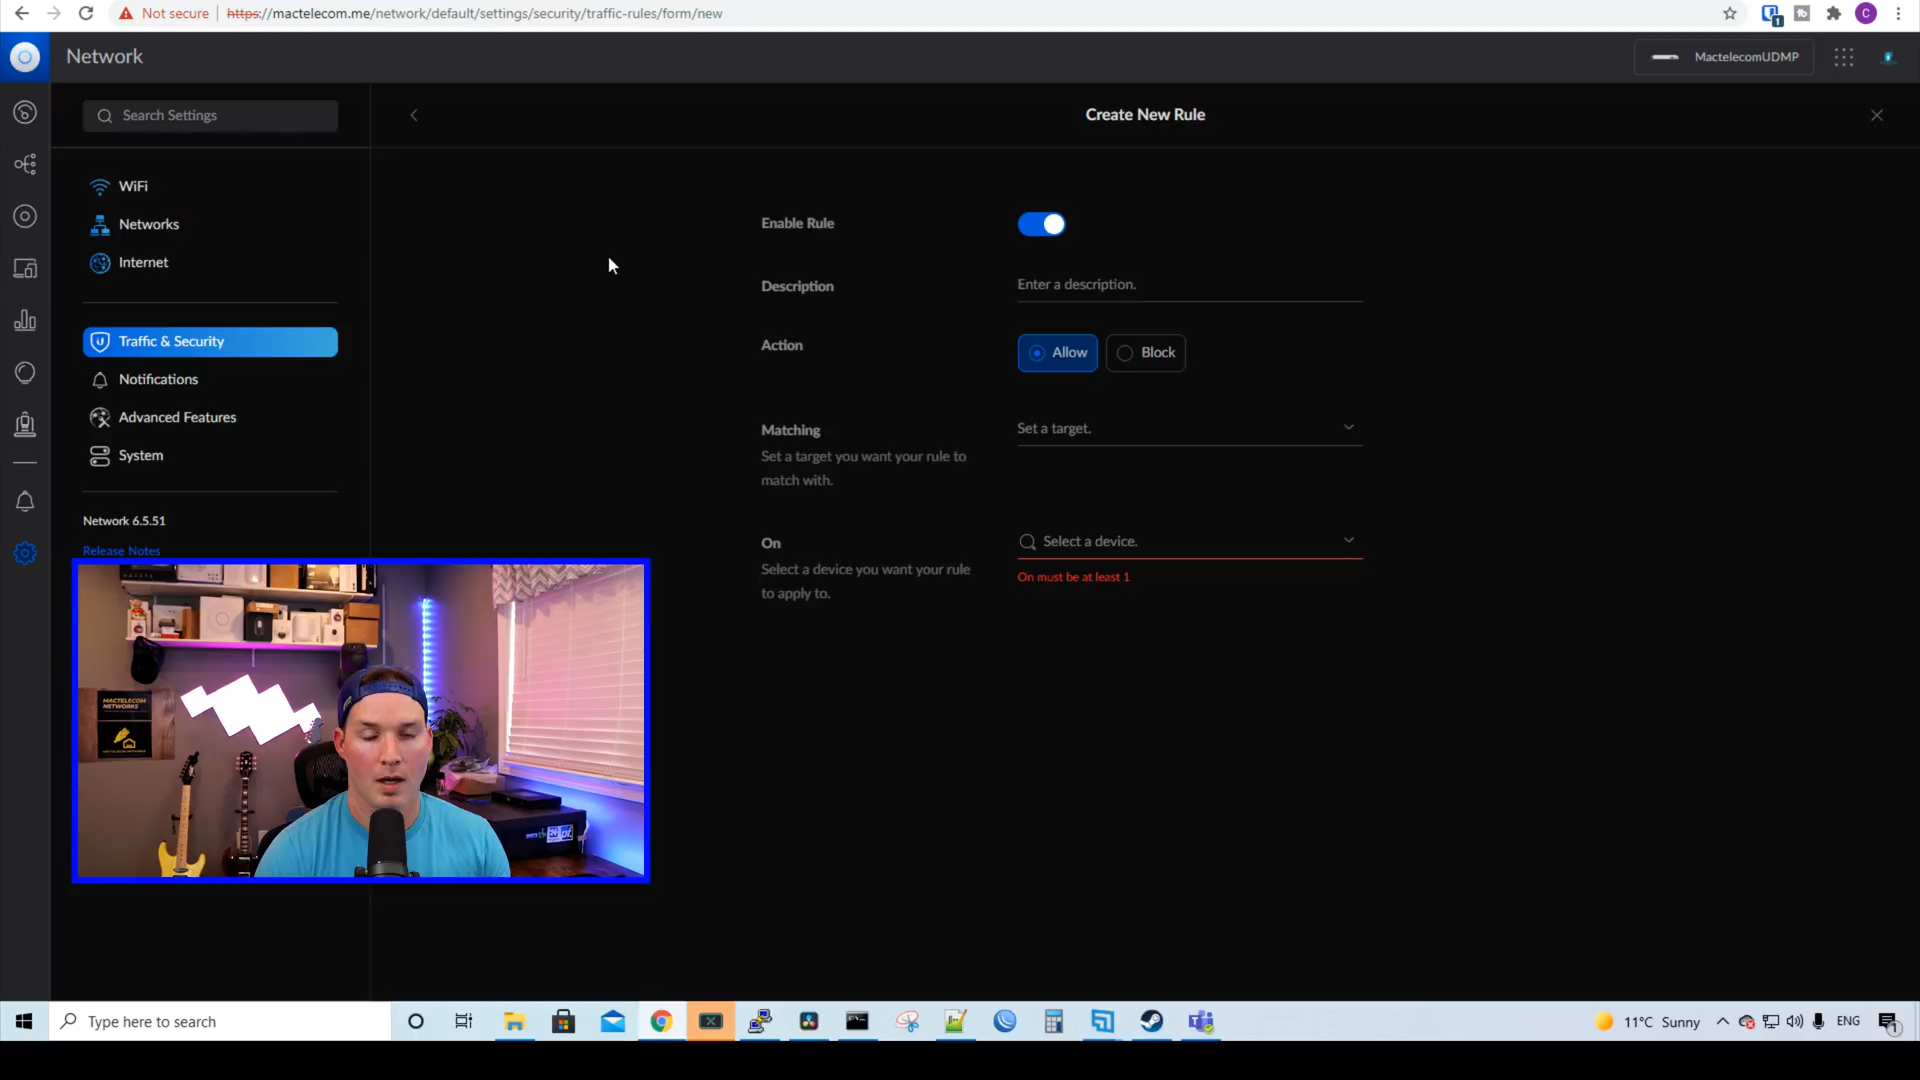 Not secure
https://mactelecom.me/network/default/settings/security/traffic-rules/form/new
C
1
Network
MactelecomUDMP
Search Settings
Create New Rule
WiFi
Networks
Internet
Traffic & Security
Notifications
Advanced Features
System
Network 6.5.51
Release Notes
Enable Rule
Description
Enter a description.
Action
Allow
Block
Matching
Set a target you want your rule to
match with.
Set a target.
On
Select a device you want your rule
to apply to.
Select a device.
On must be at least 1
MACTELECOM
NETWORKS
Type here to search
11°C Sunny
ENG
1